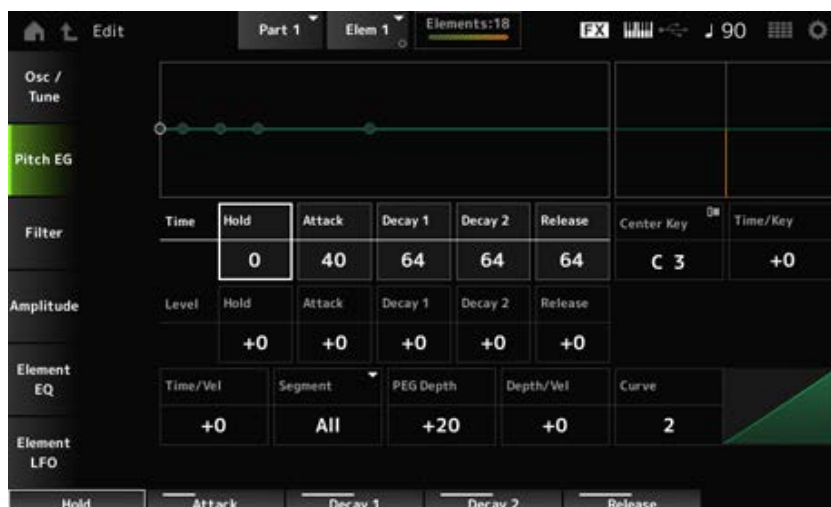 Edit Part 1 Elem 1 Elements:18 FX 90
Osc /
Tune
Pitch EG
Filter
Amplitude
Element
EQ
Element
LFO
Time Hold Attack Decay 1 Decay 2 Release Center Key Time/Key
0 40 64 64 64 C 3 +0
Level Hold Attack Decay 1 Decay 2 Release
+0 +0 +0 +0 +0
Time/Vel Segment PEG Depth Depth/Vel Curve
+0 All +20 +0 2
Hold Attack Decay 1 Decay 2 Release